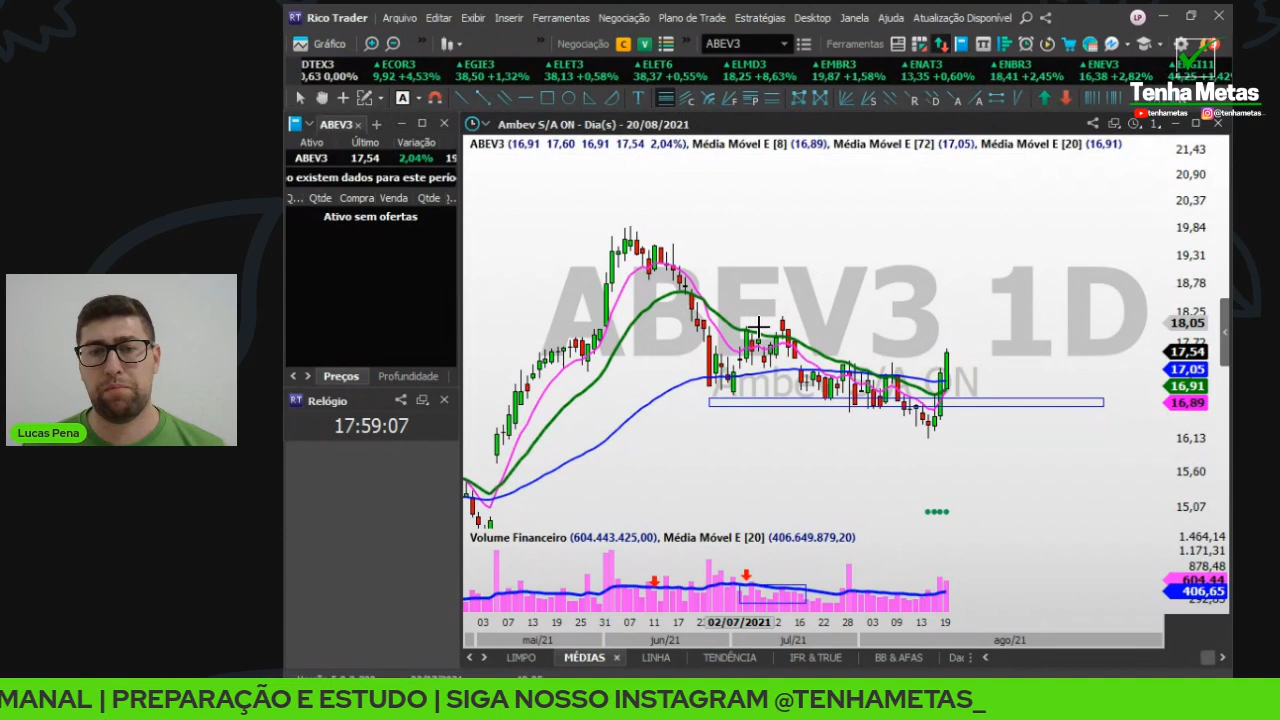 Rico Trader Arquivo Editar Exibir Inserir Ferramentas Negociação Plano de Trade Estratégias Desktop Janela Ajuda Atualização Disponível LP
Gráfico Negociação C V ABEV3 Ferramentas
DTEX3 ECOR3 EGIE3 ELET3 ELET6 ELMD3 EMBR3 ENAT3 ENBR3 ENEV3
0,63 0,00% 9,92 +4,53% 38,50 +1,32% 38,13 +0,58% 38,37 +0,55% 18,25 +8,63% 19,87 +1,58% 13,35 +0,60% 18,41 +2,45% 16,38 +2,82%
Tenha Metas
tenhametas @tenhametas_
ABEV3
Ambev S/A ON - Dia(s) - 20/08/2021
Ativo Último Variação
ABEV3 17,54 2,04% 19
o existem dados para este perío
Q... Qtde Compra Venda Qtde
Ativo sem ofertas
Preços Profundidade
Relógio
17:59:07
ABEV3 (16,91 17,60 16,91 17,54 2,04%), Média Móvel E [8] (16,89), Média Móvel E [72] (17,05), Média Móvel E [20] (16,91)
ABEV3 1D
Ambev S/A ON
21,43
20,90
20,37
19,84
19,31
18,78
18,25
18,05
17,72
17,54
17,05
16,91
16,89
16,13
15,60
15,07
Volume Financeiro (604.443.425,00), Média Móvel E [20] (406.649.879,20)
1.464,14
1.171,31
878,48
604,44
406,65
03 07 13 19 25 31 07 11 17 02/07/2021 16 22 28 03 09 13 19
mai/21 jun/21 jul/21 ago/21
LIMPO MÉDIAS LINHA TENDÊNCIA IFR & TRUE BB & AFAS
Lucas Pena
MANAL | PREPARAÇÃO E ESTUDO | SIGA NOSSO INSTAGRAM @TENHAMETAS_